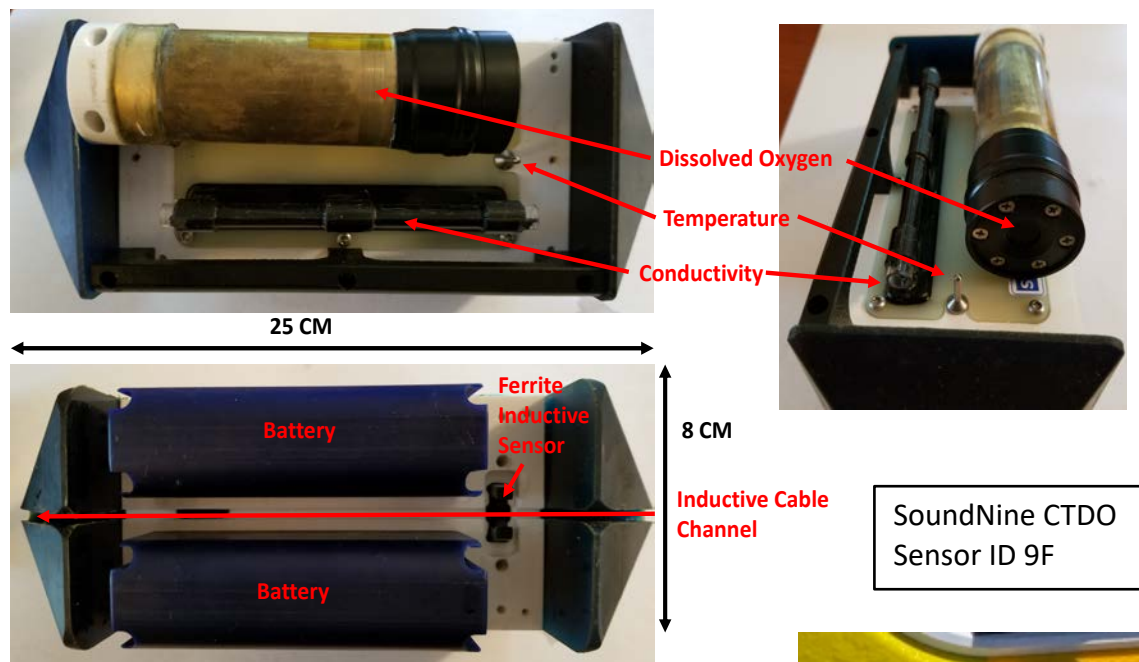 Dissolved Oxygen
Temperature
Conductivity
25 CM
Ferrite
Inductive
Sensor
Battery
8 CM
Inductive Cable
Channel
Battery
SoundNine CTDO
Sensor ID 9F
S